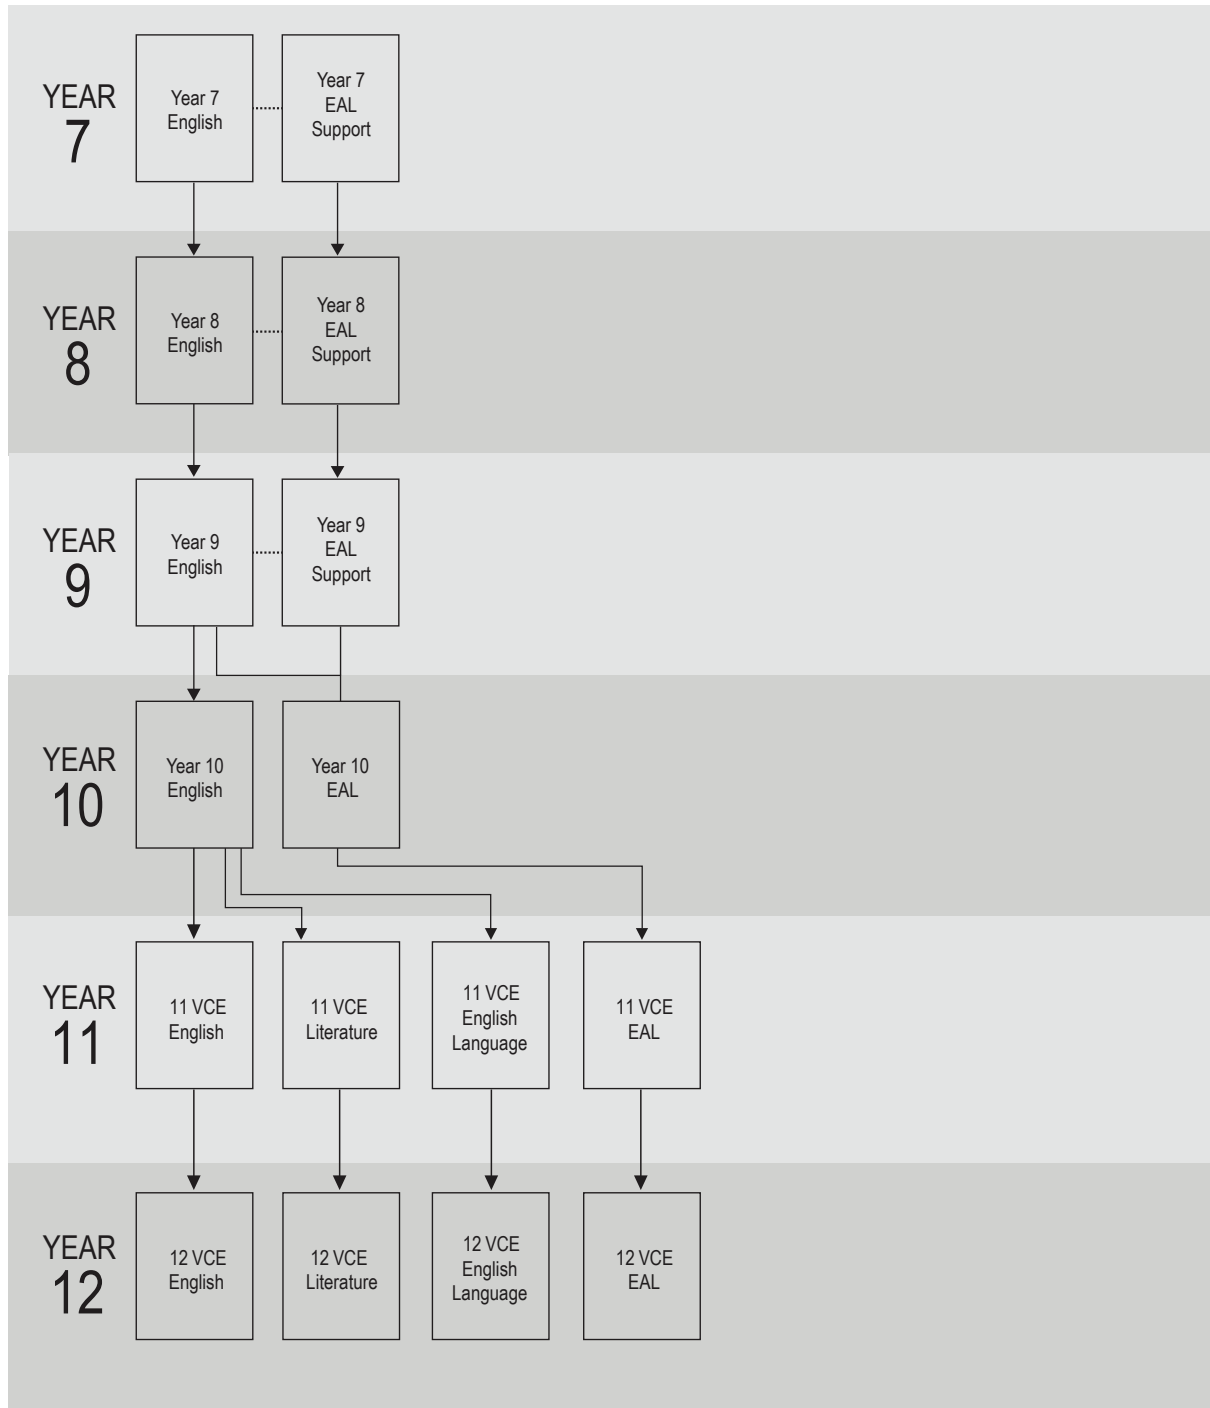 YEAR
7
Year 7
English
Year 7
EAL
Support
YEAR
8
Year 8
English
Year 8
EAL
Support
YEAR
9
Year 9
English
Year 9
EAL
Support
YEAR
10
Year 10
English
Year 10
EAL
YEAR
11
11 VCE
English
11 VCE
Literature
11 VCE
English
Language
11 VCE
EAL
YEAR
12
12 VCE
English
12 VCE
Literature
12 VCE
English
Language
12 VCE
EAL